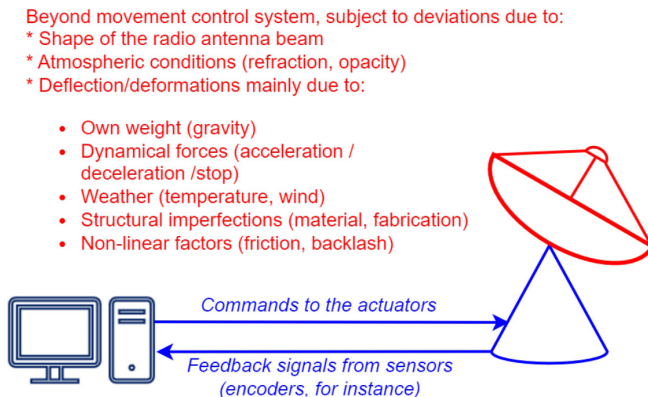 Beyond movement control system, subject to deviations due to:
* Shape of the radio antenna beam
* Atmospheric conditions (refraction, opacity)
* Deflection/deformations mainly due to:
• Own weight (gravity)
• Dynamical forces (acceleration /
deceleration /stop)
• Weather (temperature, wind)
• Structural imperfections (material, fabrication)
• Non-linear factors (friction, backlash)
Commands to the actuators
Feedback signals from sensors
(encoders, for instance)